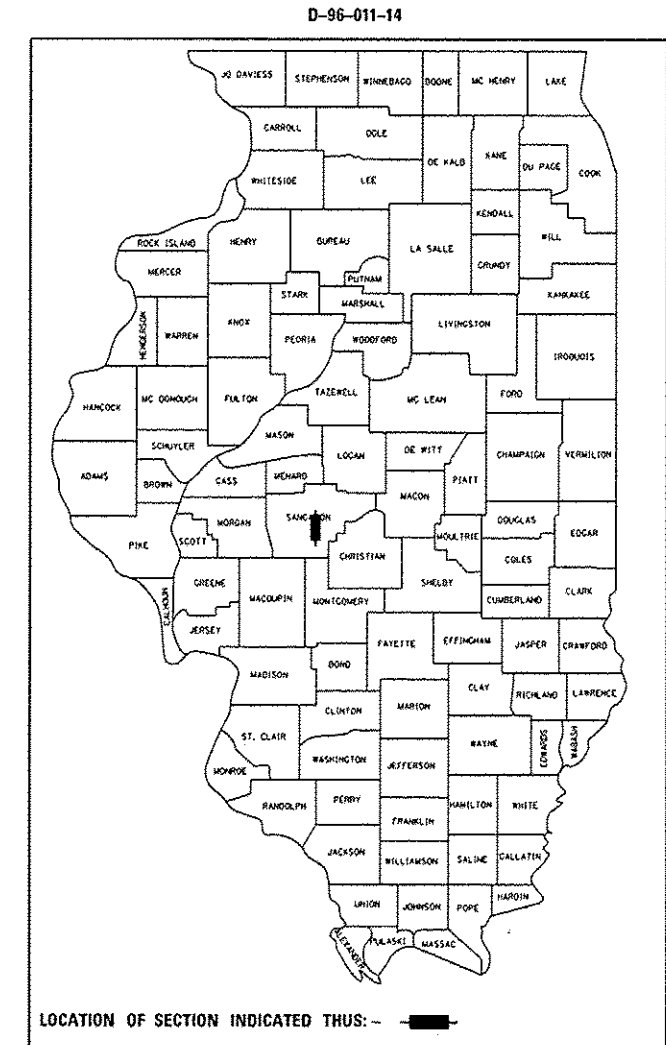 D-96-011-14
JO DAVIESS STEPHENSON WINNEBAGO BOONE MC HENRY LAKE
CARROLL OGLE DE KALB KANE DU PAGE COOK
WHITESIDE LEE
KENDALL WILL
ROCK ISLAND HENRY BUREAU LA SALLE GRUNDY
MERCER PUTNAM KANKAKEE
STARK MARSHALL LIVINGSTON
HENDERSON WARREN KNOX PEORIA WOODFORD IROQUOIS
TAZEWELL MC LEAN FORD
HANCOCK MC DONOUGH FULTON
MASON
SCHUYLER LOGAN DE WITT CHAMPAIGN VERMILION
ADAMS BROWN CASS MENARD MACON PIATT
MORGAN SANGAMON DOUGLAS EDGAR
PIKE SCOTT CHRISTIAN MOULTRIE COLES
GREENE SHELBY
CALHOUN MACOUPIN MONTGOMERY CUMBERLAND CLARK
JERSEY FAYETTE EFFINGHAM JASPER CRAWFORD
MADISON BOND
CLAY RICHLAND LAWRENCE
CLINTON MARION
ST. CLAIR WAYNE EDWARDS WABASH
WASHINGTON JEFFERSON
MONROE
RANDOLPH PERRY HAMILTON WHITE
FRANKLIN
JACKSON WILLIAMSON SALINE GALLATIN
UNION JOHNSON POPE HARDIN
ALEXANDER PULASKI MASSAC
LOCATION OF SECTION INDICATED THUS:-